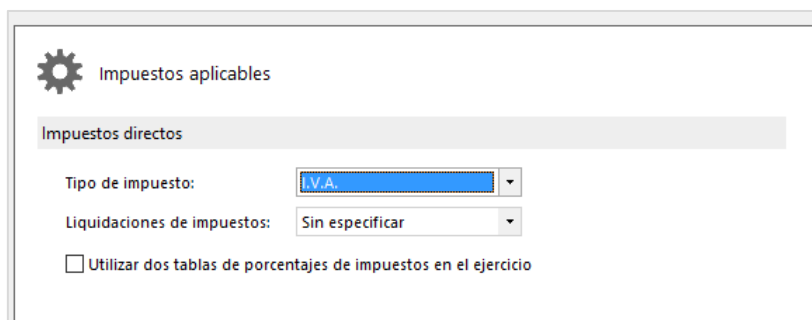 Impuestos aplicables
Impuestos directos
Tipo de impuesto: I.V.A.
Liquidaciones de impuestos: Sin especificar
Utilizar dos tablas de porcentajes de impuestos en el ejercicio